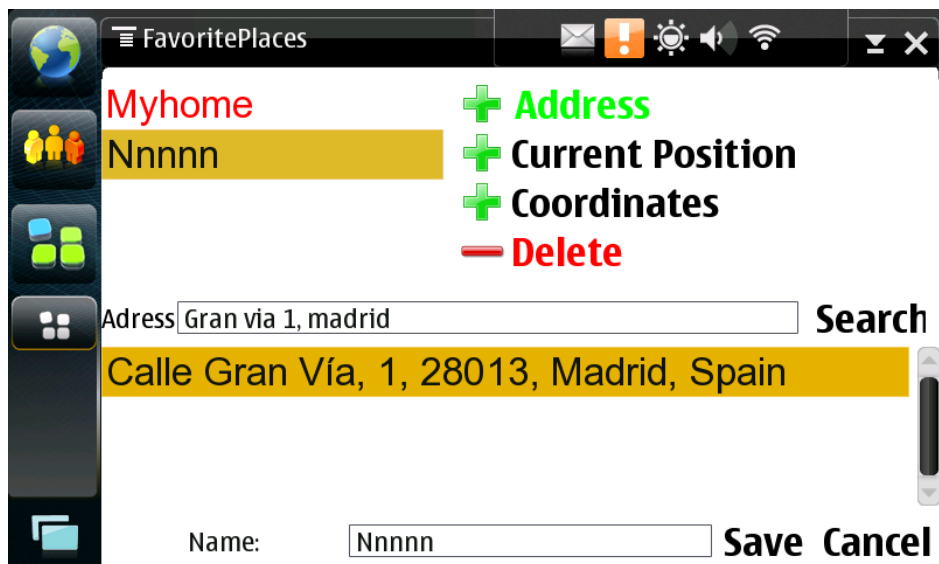 FavoritePlaces
Myhome
Nnnnn
Address
Current Position
Coordinates
Delete
Adress Gran via 1, madrid Search
Calle Gran Vía, 1, 28013, Madrid, Spain
Name: Nnnnn Save Cancel